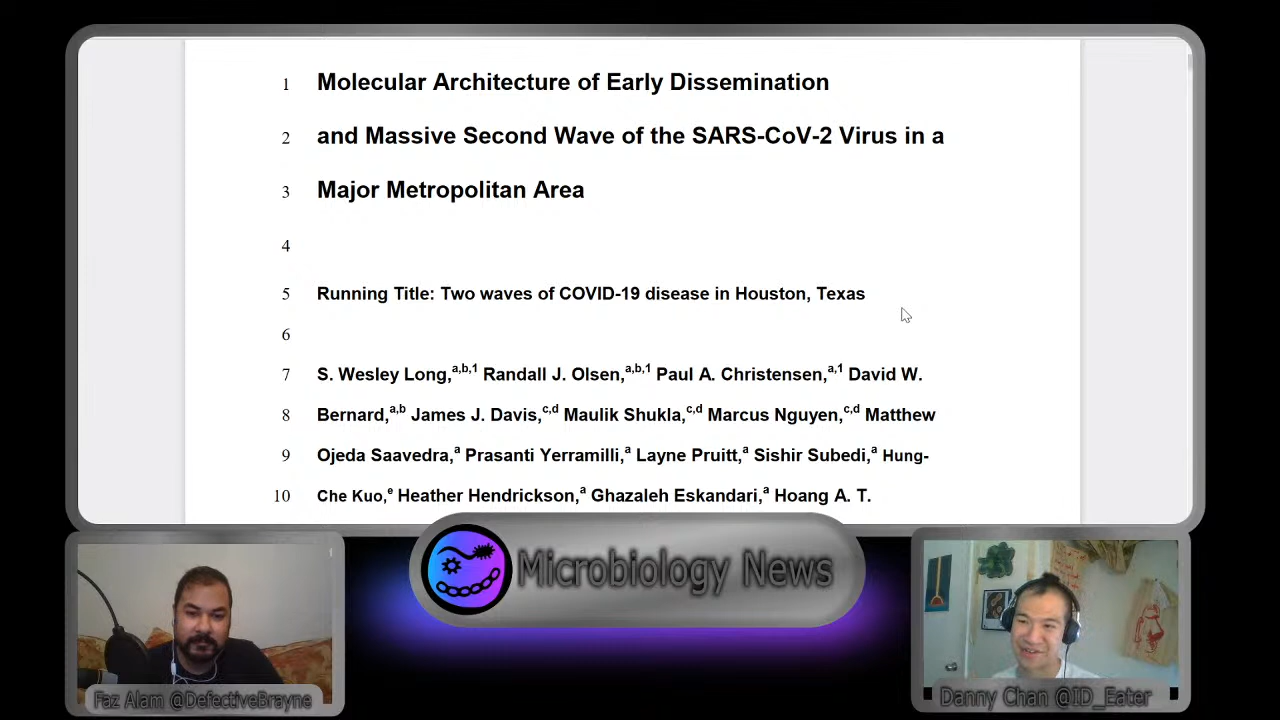 1 Molecular Architecture of Early Dissemination
2 and Massive Second Wave of the SARS-CoV-2 Virus in a
3 Major Metropolitan Area
4
5 Running Title: Two waves of COVID-19 disease in Houston, Texas
6
7 S. Wesley Long,a,b,1 Randall J. Olsen,a,b,1 Paul A. Christensen,a,1 David W.
8 Bernard,a,b James J. Davis,c,d Maulik Shukla,c,d Marcus Nguyen,c,d Matthew
9 Ojeda Saavedra,a Prasanti Yerramilli,a Layne Pruitt,a Sishir Subedi,a Hung-
10 Che Kuo,e Heather Hendrickson,a Ghazaleh Eskandari,a Hoang A. T.
Microbiology News
Faz Alam @DefectiveBrayne
Danny Chan @ID_Eater